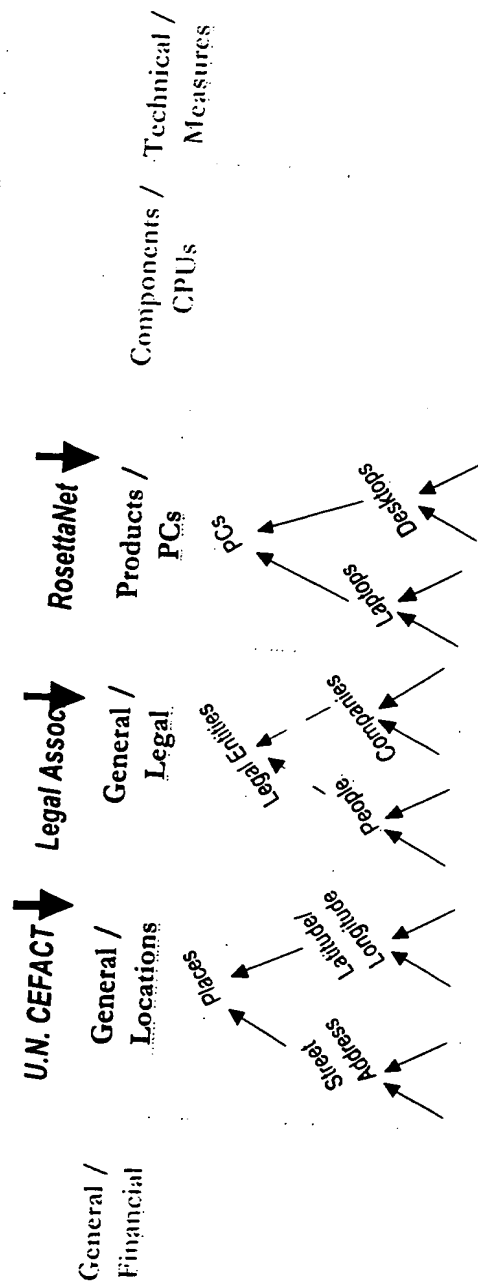 U.N. CEFACT
Legal Assoc
RosettaNet
General /
Financial
General /
Locations
General /
Legal
Products /
PCs
Components /
CPUs
Technical /
Measures
Places
Legal Entities
PCs
Street
Address
Latitude/
Longitude
People
Companies
Laptops
Desktops